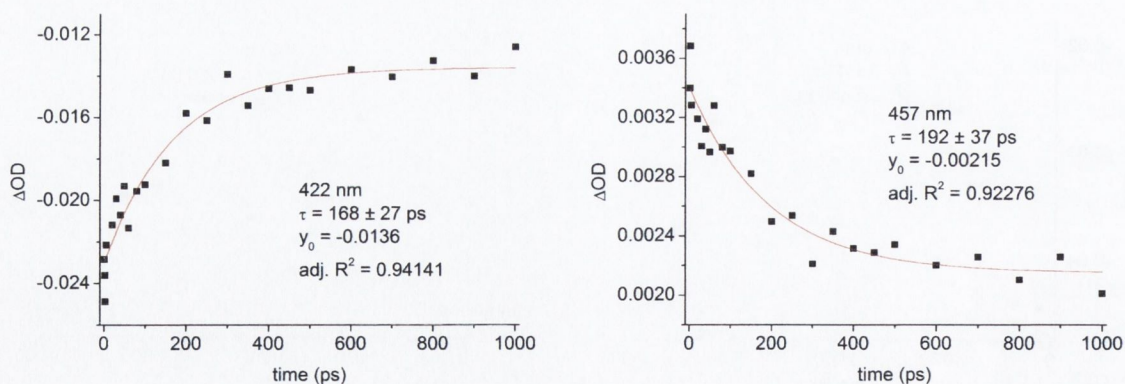 -0.012
-0.016
-0.020
-0.024
ΔOD
422 nm
τ = 168 ± 27 ps
y₀ = -0.0136
adj. R² = 0.94141
0 200 400 600 800 1000
time (ps)
0.0036
0.0032
0.0028
0.0024
0.0020
ΔOD
457 nm
τ = 192 ± 37 ps
y₀ = -0.00215
adj. R² = 0.92276
0 200 400 600 800 1000
time (ps)